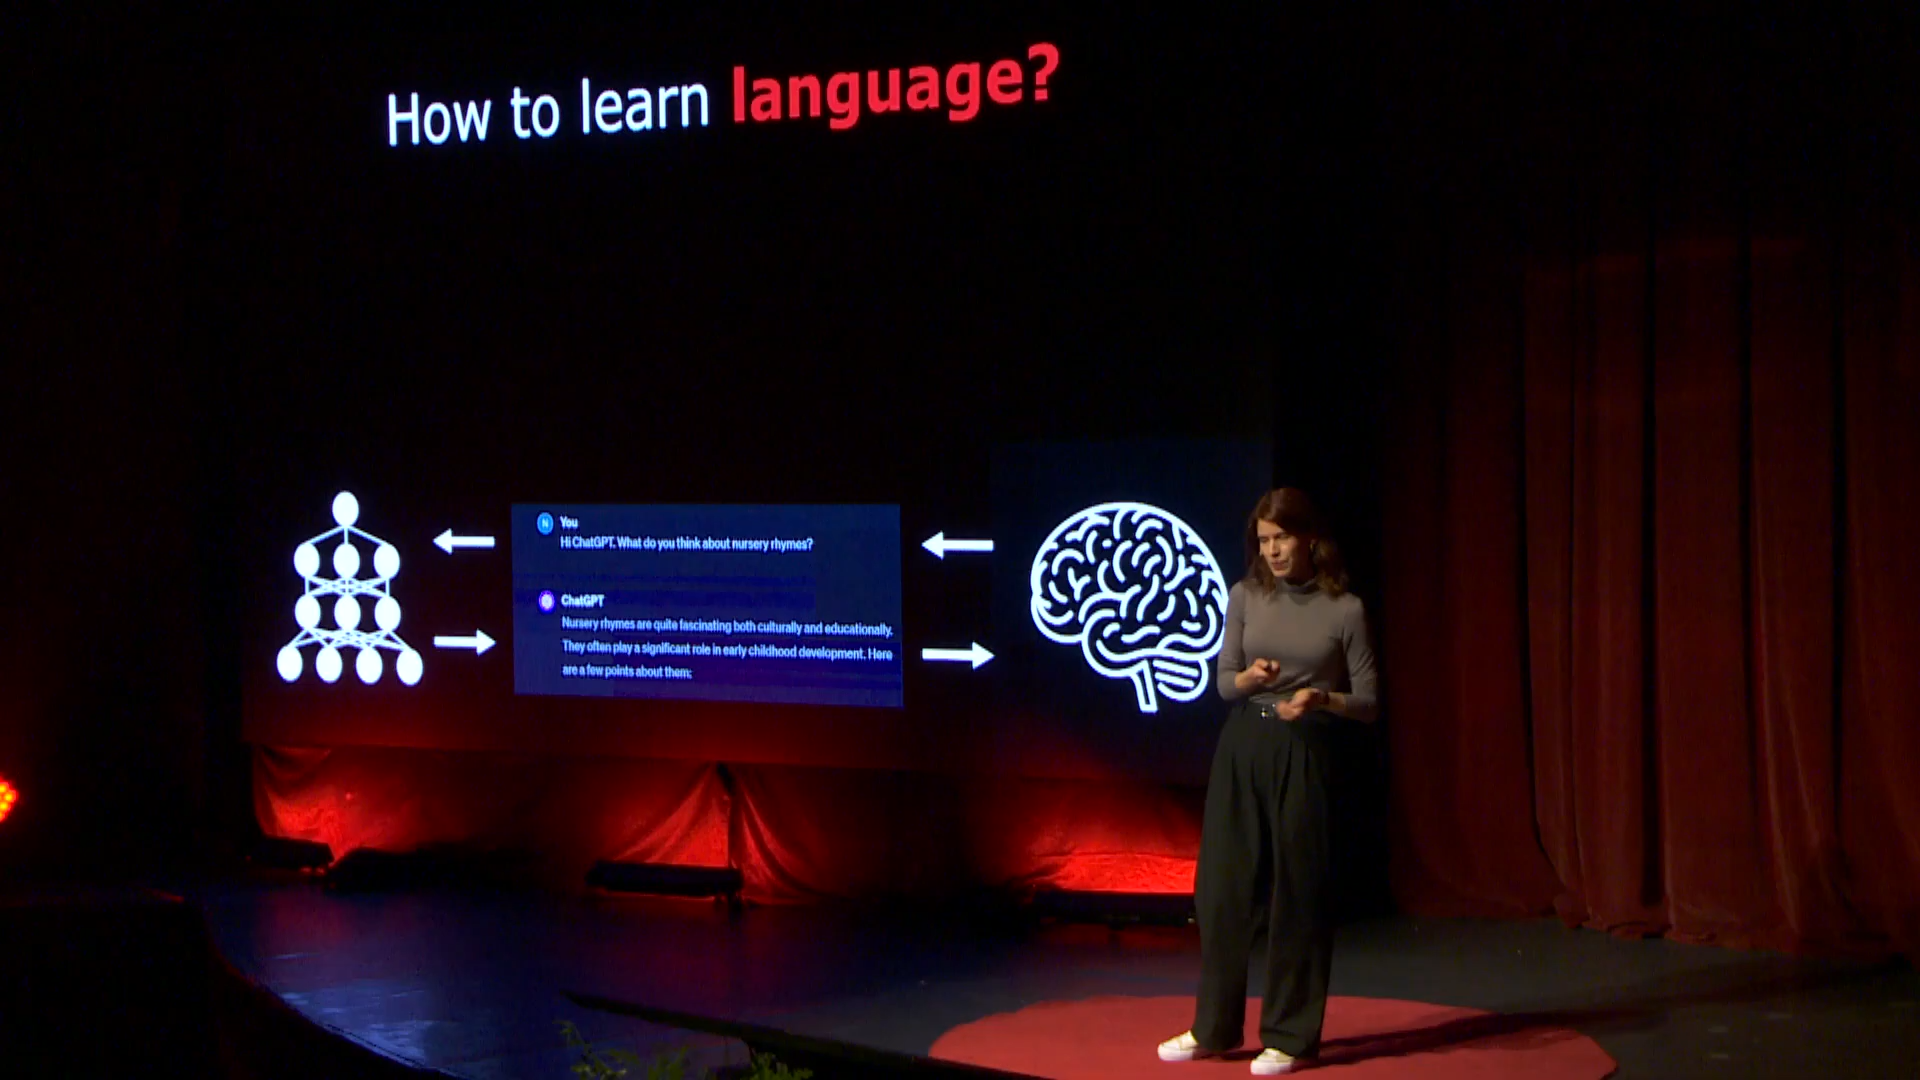 How to learn language?
N
You
Hi ChatGPT. What do you think about nursery rhymes?
ChatGPT
Nursery rhymes are quite fascinating both culturally and educationally.
They often play a significant role in early childhood development. Here
are a few points about them: